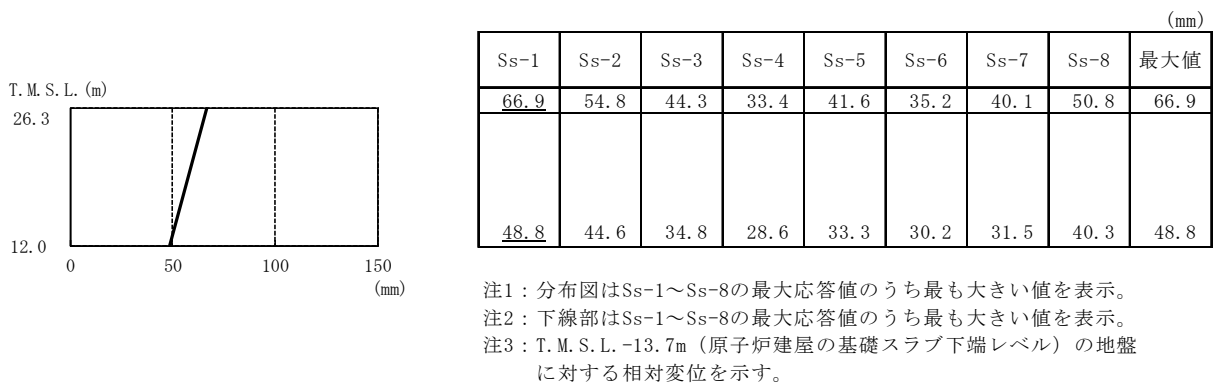 (mm)
Ss-1 Ss-2 Ss-3 Ss-4 Ss-5 Ss-6 Ss-7 Ss-8 最大値
66.9 54.8 44.3 33.4 41.6 35.2 40.1 50.8 66.9
48.8 44.6 34.8 28.6 33.3 30.2 31.5 40.3 48.8
T.M.S.L.(m)
26.3
12.0
0 50 100 150
(mm)
注1：分布図はSs-1～Ss-8の最大応答値のうち最も大きい値を表示。
注2：下線部はSs-1～Ss-8の最大応答値のうち最も大きい値を表示。
注3：T.M.S.L.-13.7m（原子炉建屋の基礎スラブ下端レベル）の地盤
に対する相対変位を示す。